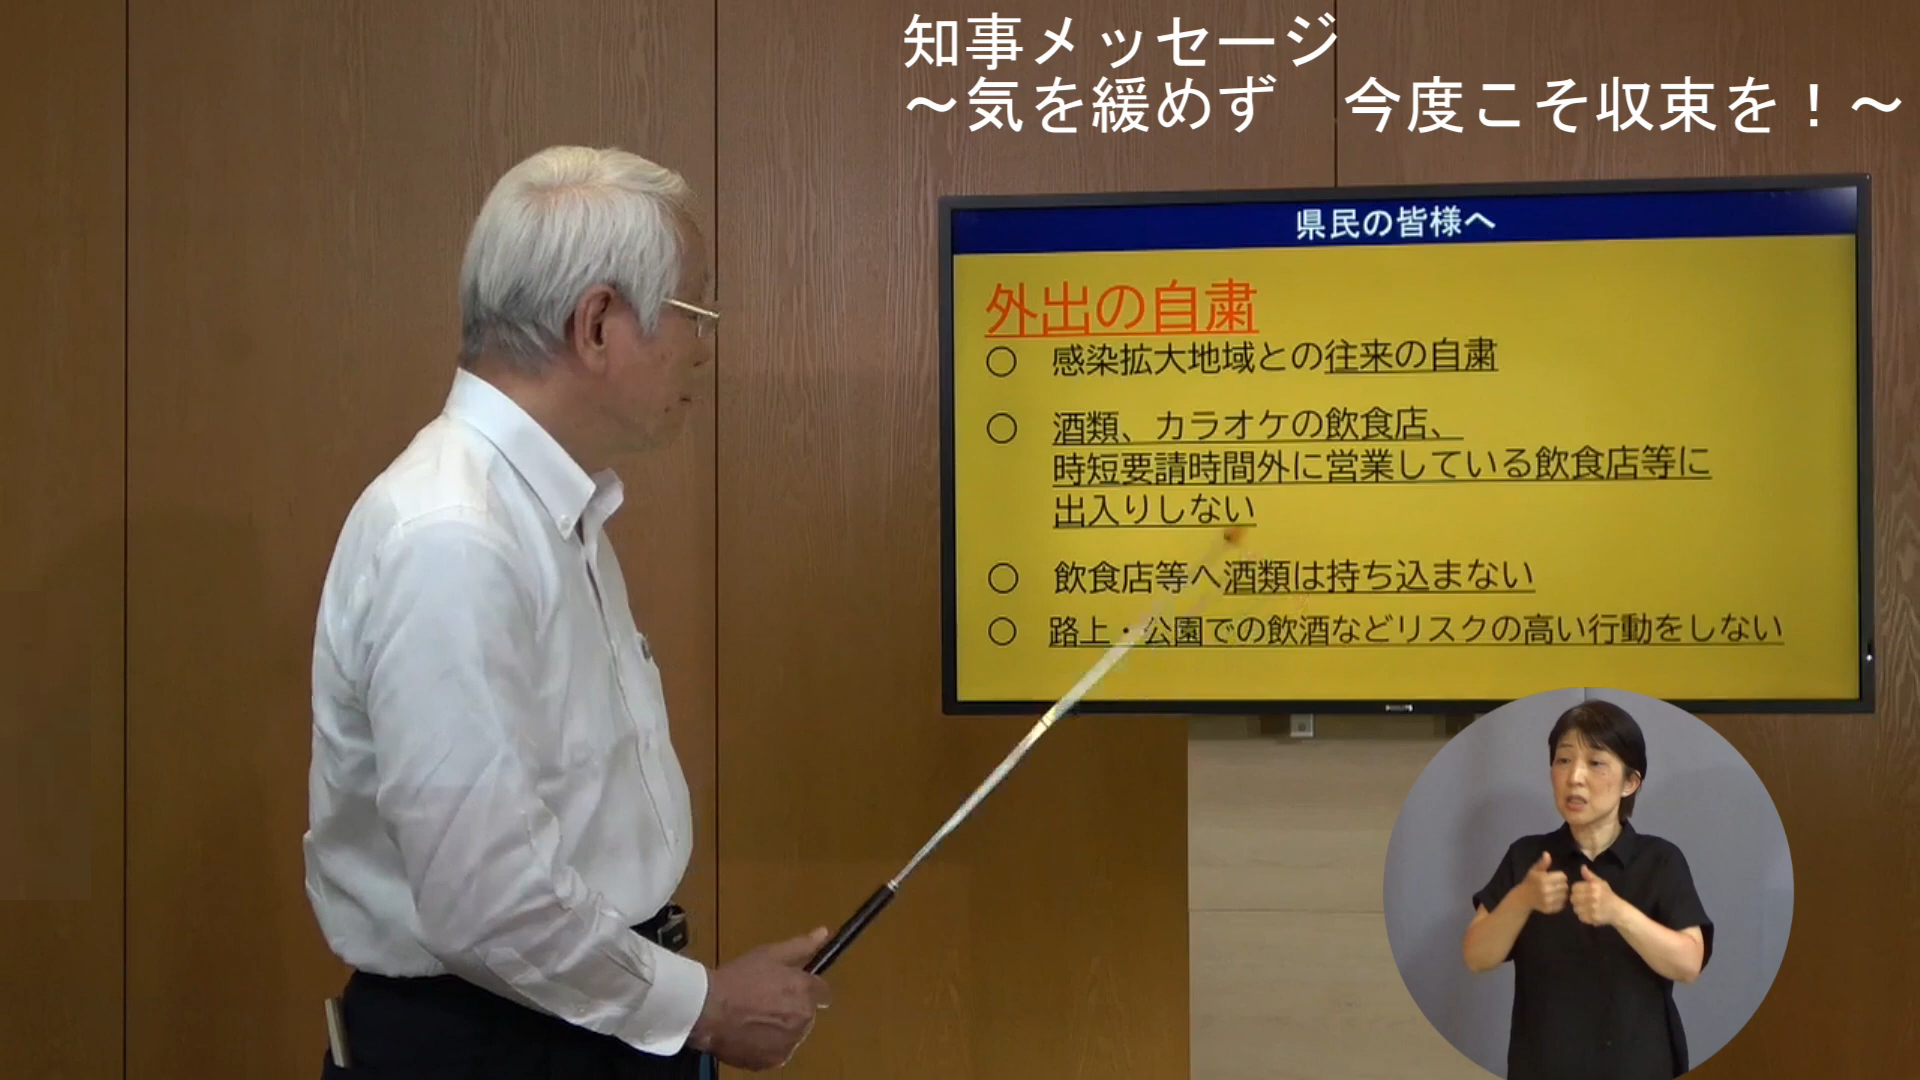 知事メッセージ
～気を緩めず　今度こそ収束を！～
県民の皆様へ
外出の自粛
○　感染拡大地域との往来の自粛
○　酒類、カラオケの飲食店、
時短要請時間外に営業している飲食店等に
出入りしない
○　飲食店等へ酒類は持ち込まない
○　路上・公園での飲酒などリスクの高い行動をしない